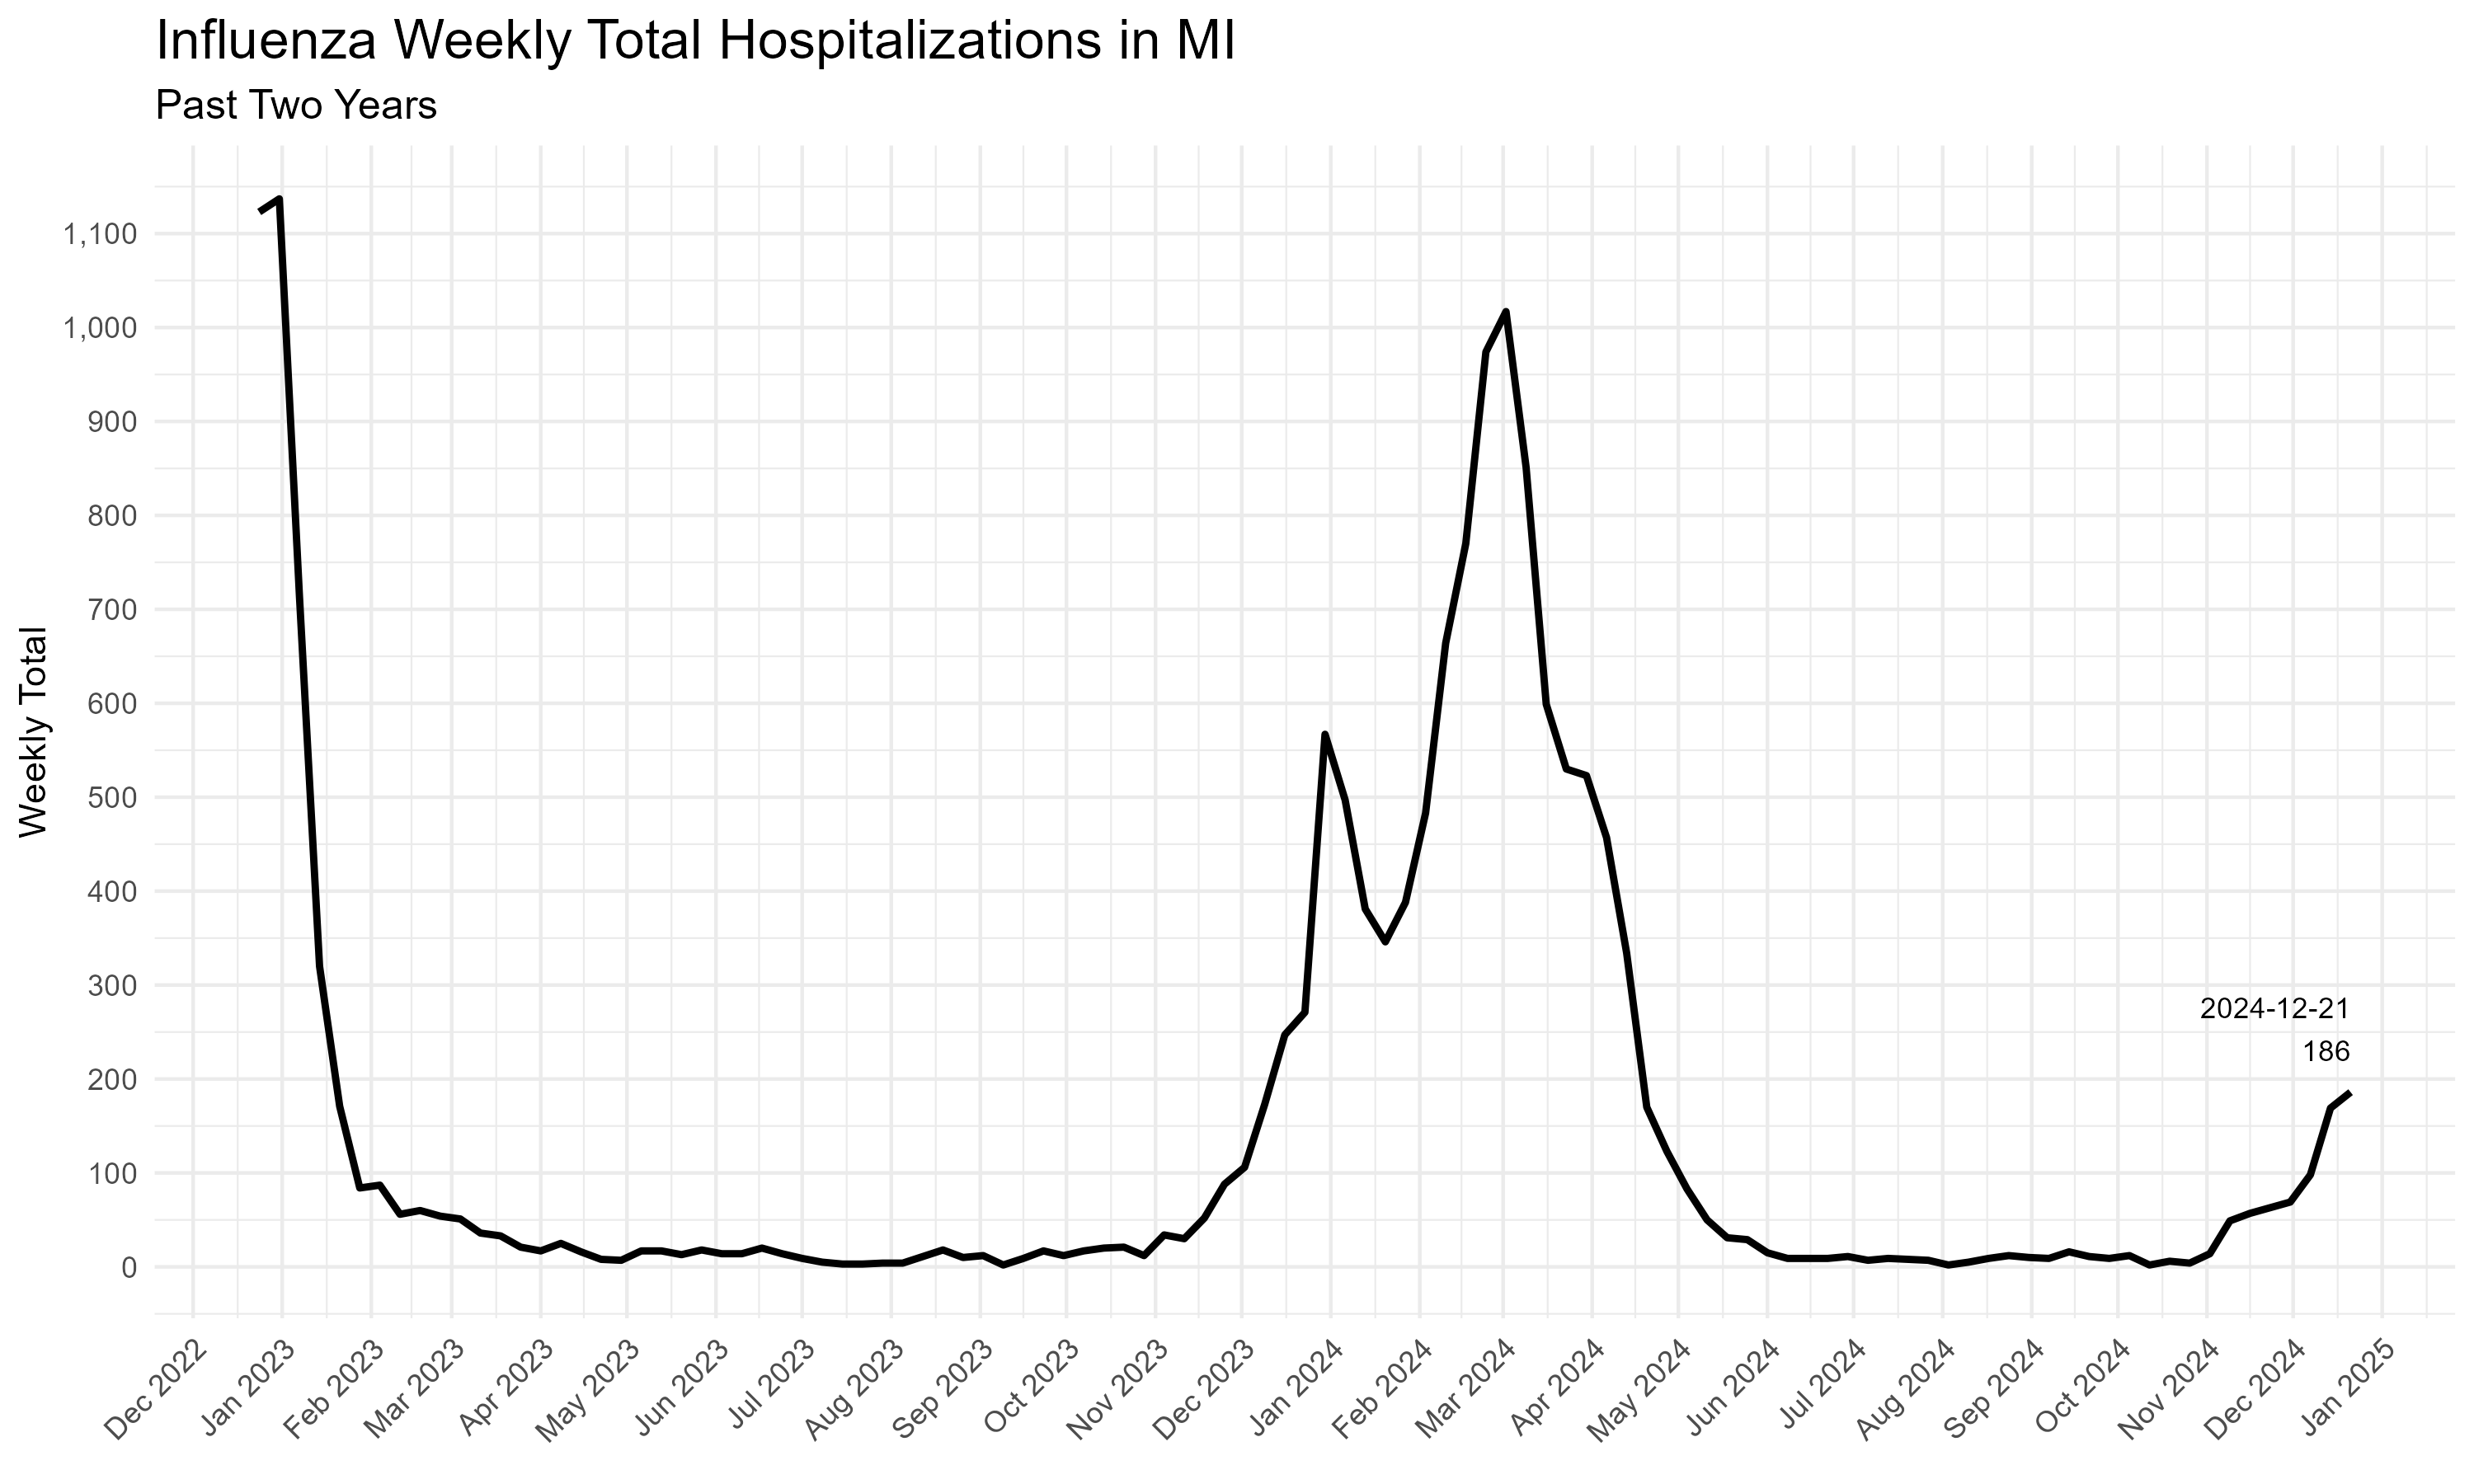 Influenza Weekly Total Hospitalizations in MI
Past Two Years
Weekly Total
1,100
1,000
900
800
700
600
500
400
300
200
100
0
2024-12-21
186
Dec 2022
Jan 2023
Feb 2023
Mar 2023
Apr 2023
May 2023
Jun 2023
Jul 2023
Aug 2023
Sep 2023
Oct 2023
Nov 2023
Dec 2023
Jan 2024
Feb 2024
Mar 2024
Apr 2024
May 2024
Jun 2024
Jul 2024
Aug 2024
Sep 2024
Oct 2024
Nov 2024
Dec 2024
Jan 2025